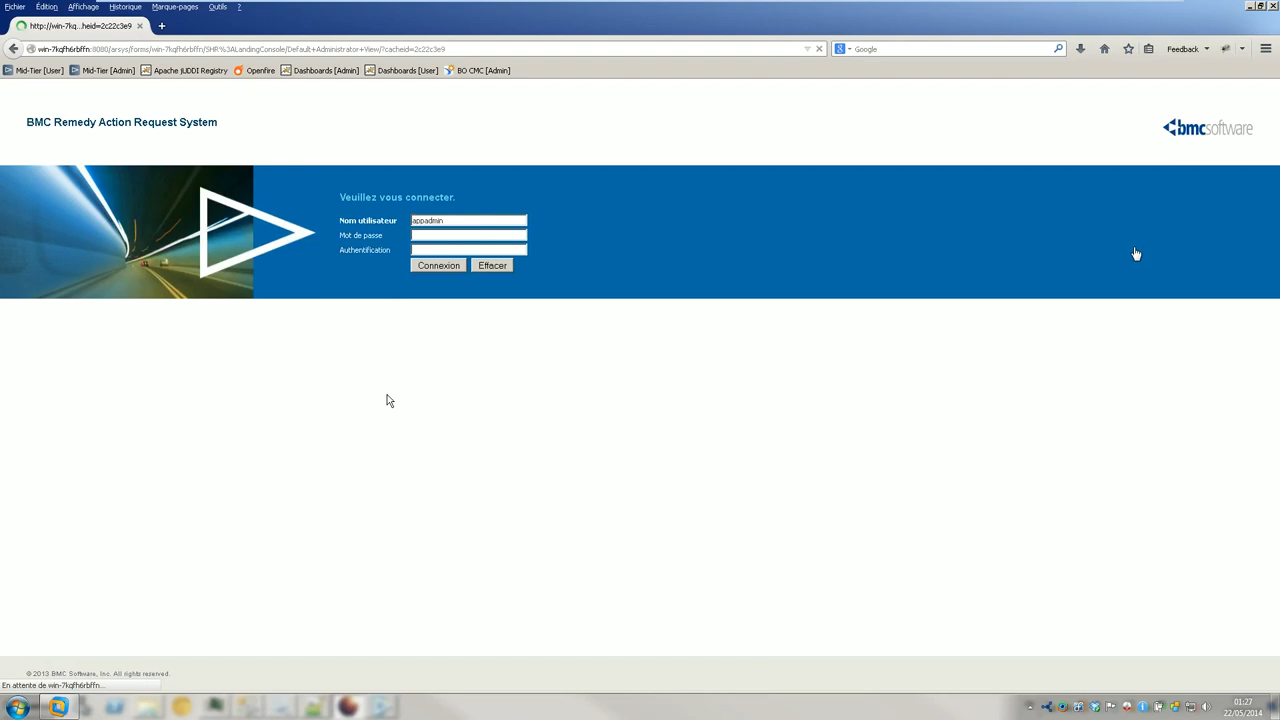 Fichier Édition Affichage Historique Marque-pages Outils ?
http://win-7kq...heid=2c22c3e9
win-7kqfh6rbffn:8080/arsys/forms/win-7kqfh6rbffn/SHR%3ALandingConsole/Default+Administrator+View/?cacheid=2c22c3e9
Google
Feedback
Mid-Tier [User] Mid-Tier [Admin] Apache jUDDI Registry Openfire Dashboards [Admin] Dashboards [User] BO CMC [Admin]
BMC Remedy Action Request System
bmcsoftware
Veuillez vous connecter.
Nom utilisateur appadmin
Mot de passe
Authentification
Connexion Effacer
© 2013 BMC Software, Inc. All rights reserved.
En attente de win-7kqfh6rbffn...
01:27
22/05/2014